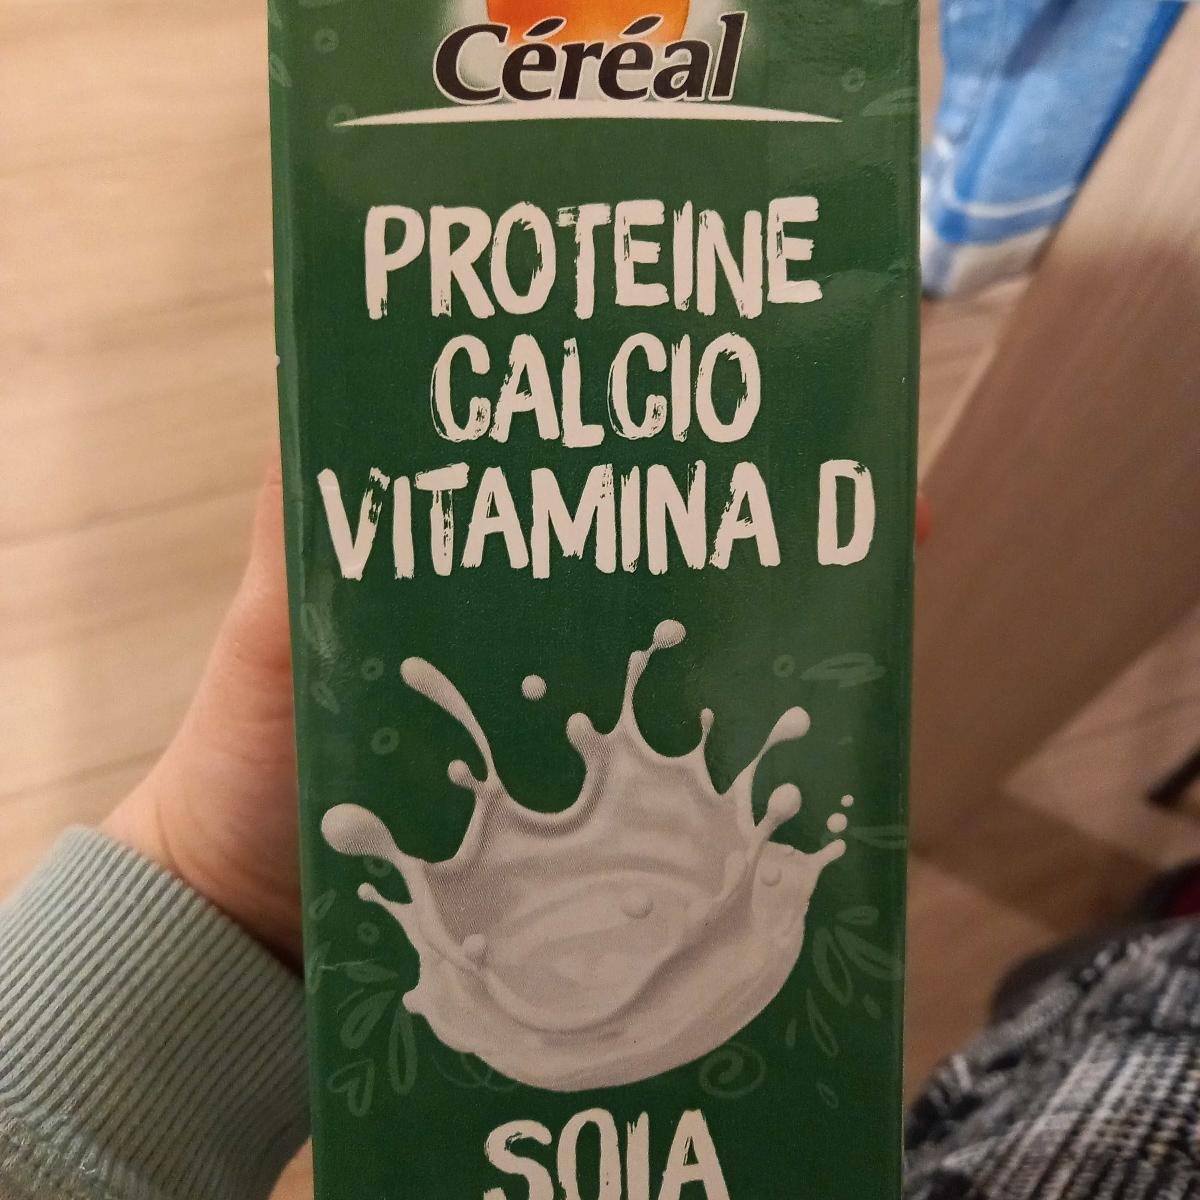 Céréal
PROTEINE
CALCIO
VITAMINA D
SOIA